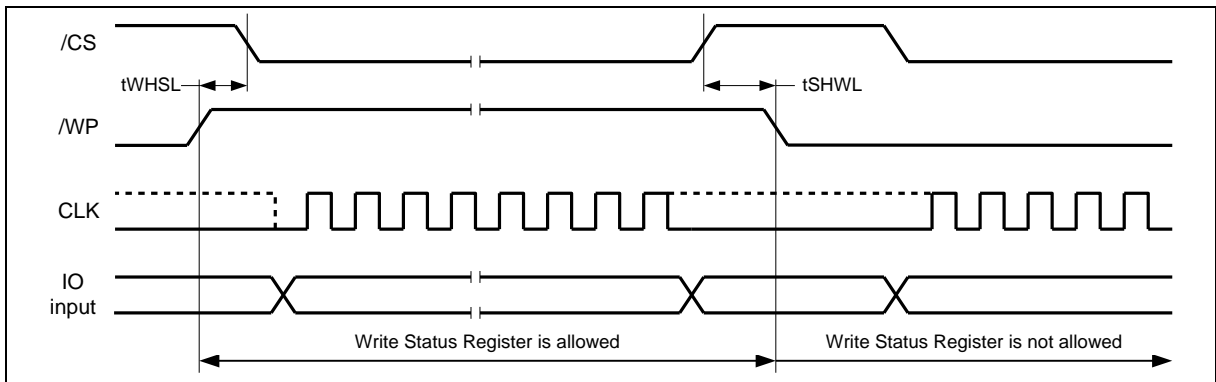 /CS
tWHSL
tSHWL
/WP
CLK
IO
input
Write Status Register is allowed
Write Status Register is not allowed